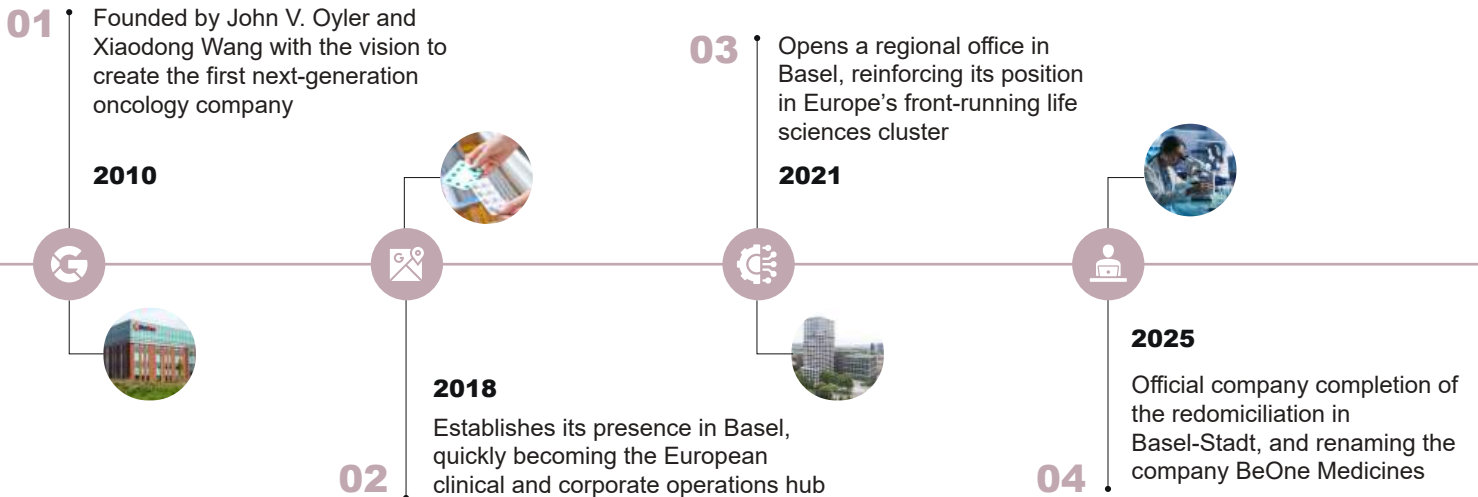 01
Founded by John V. Oyler and
Xiaodong Wang with the vision to
create the first next-generation
oncology company
2010
2018
Establishes its presence in Basel,
quickly becoming the European
clinical and corporate operations hub
02
03
Opens a regional office in
Basel, reinforcing its position
in Europe’s front-running life
sciences cluster
2021
2025
Official company completion of
the redomiciliation in
Basel-Stadt, and renaming the
company BeOne Medicines
04